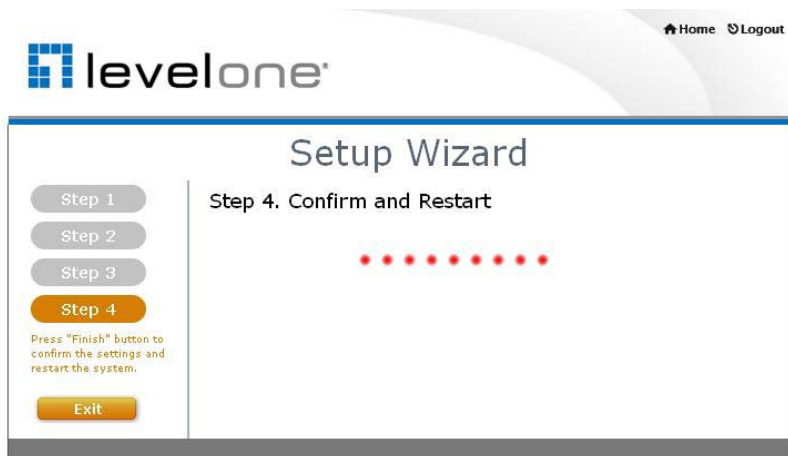 Home Logout
levelone
Setup Wizard
Step 1
Step 2
Step 3
Step 4
Press "Finish" button to
confirm the settings and
restart the system.
Exit
Step 4. Confirm and Restart